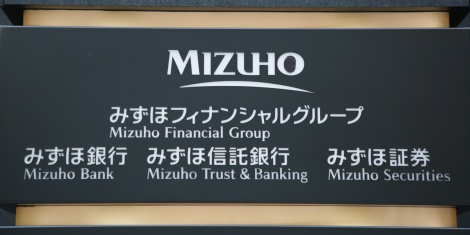 MIZUHO
みずほフィナンシャルグループ
Mizuho Financial Group
みずほ銀行 みずほ信託銀行 みずほ証券
Mizuho Bank Mizuho Trust & Banking Mizuho Securities